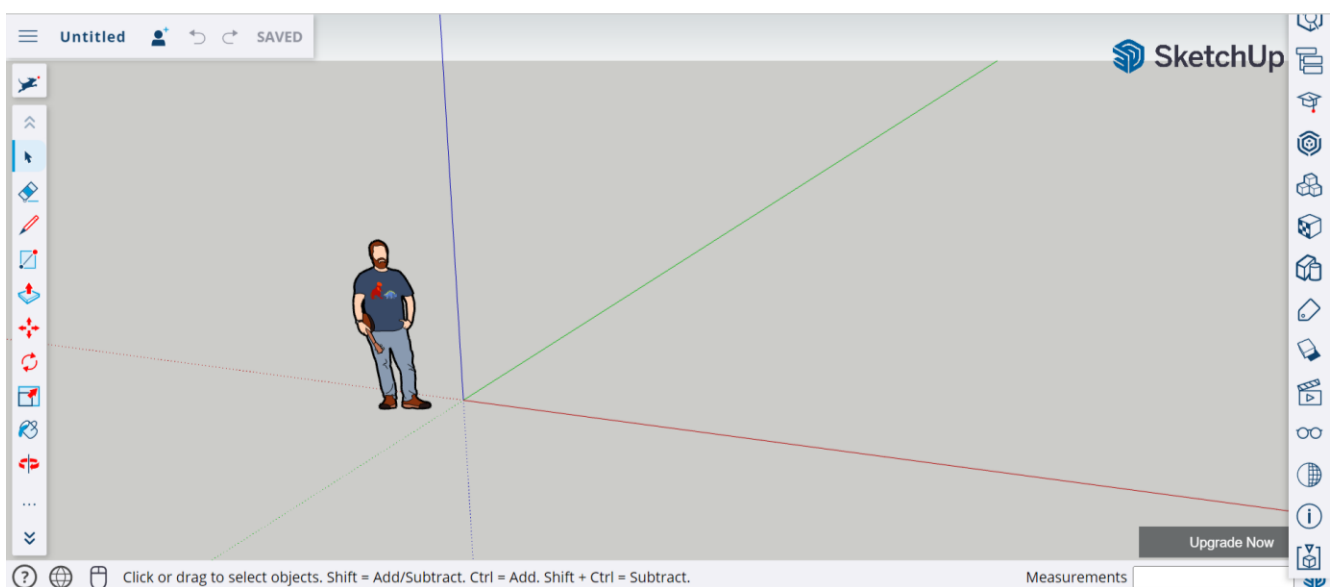 Untitled
SAVED
SketchUp
Upgrade Now
Click or drag to select objects. Shift = Add/Subtract. Ctrl = Add. Shift + Ctrl = Subtract.
Measurements